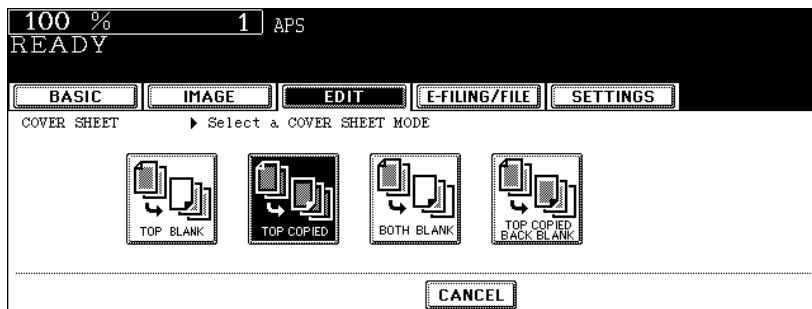 100 % 1 APS
READY
BASIC IMAGE EDIT E-FILING/FILE SETTINGS
COVER SHEET Select a COVER SHEET MODE
TOP BLANK
TOP COPIED
BOTH BLANK
TOP COPIED
BACK BLANK
CANCEL